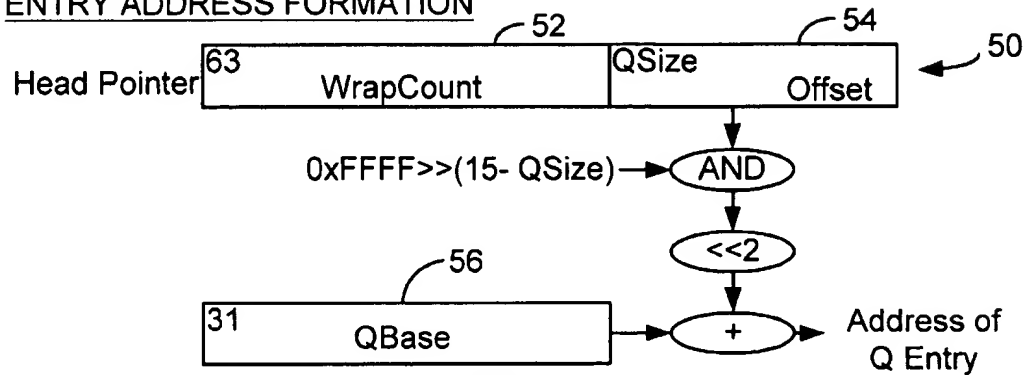 ENTRY ADDRESS FORMATION
52
54
50
Head Pointer
63
WrapCount
QSize
Offset
0xFFFF>>(15- QSize)
AND
<<2
56
31
QBase
+
Address of
Q Entry